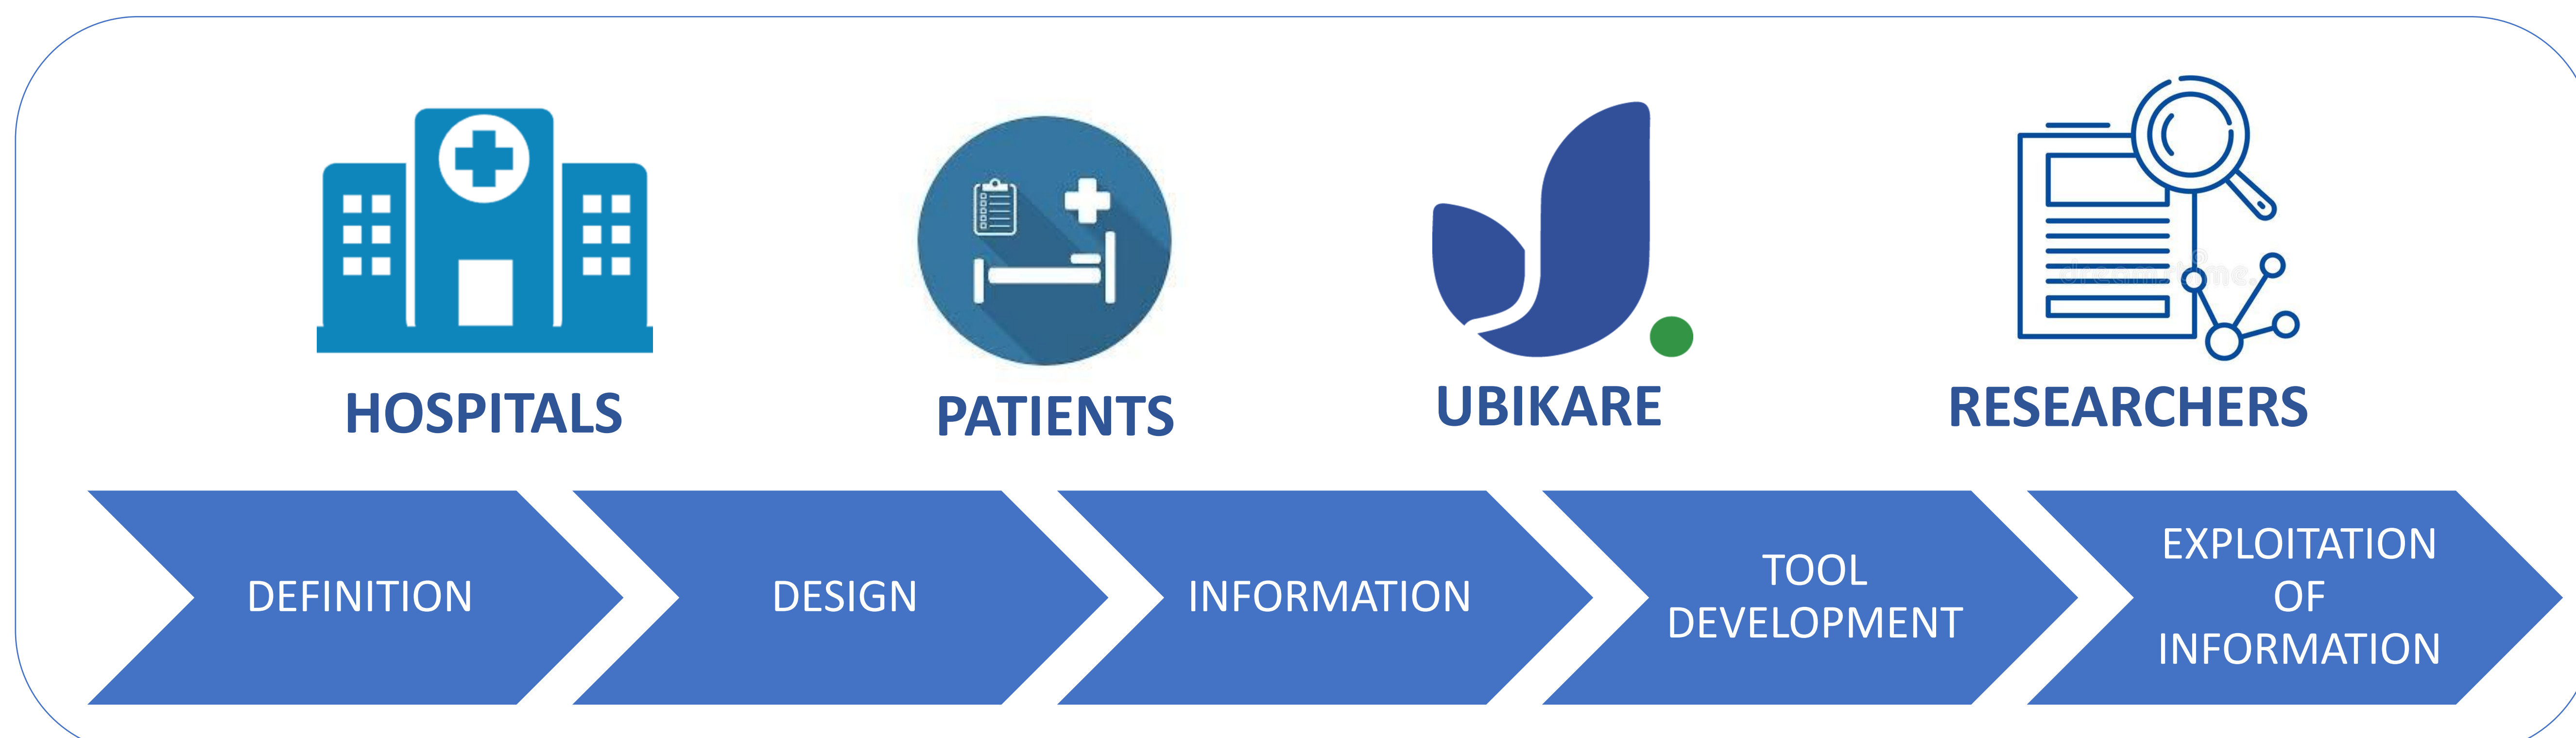 HOSPITALS
PATIENTS
UBIKARE
RESEARCHERS
DEFINITION
DESIGN
INFORMATION
TOOL
DEVELOPMENT
EXPLOITATION
OF
INFORMATION